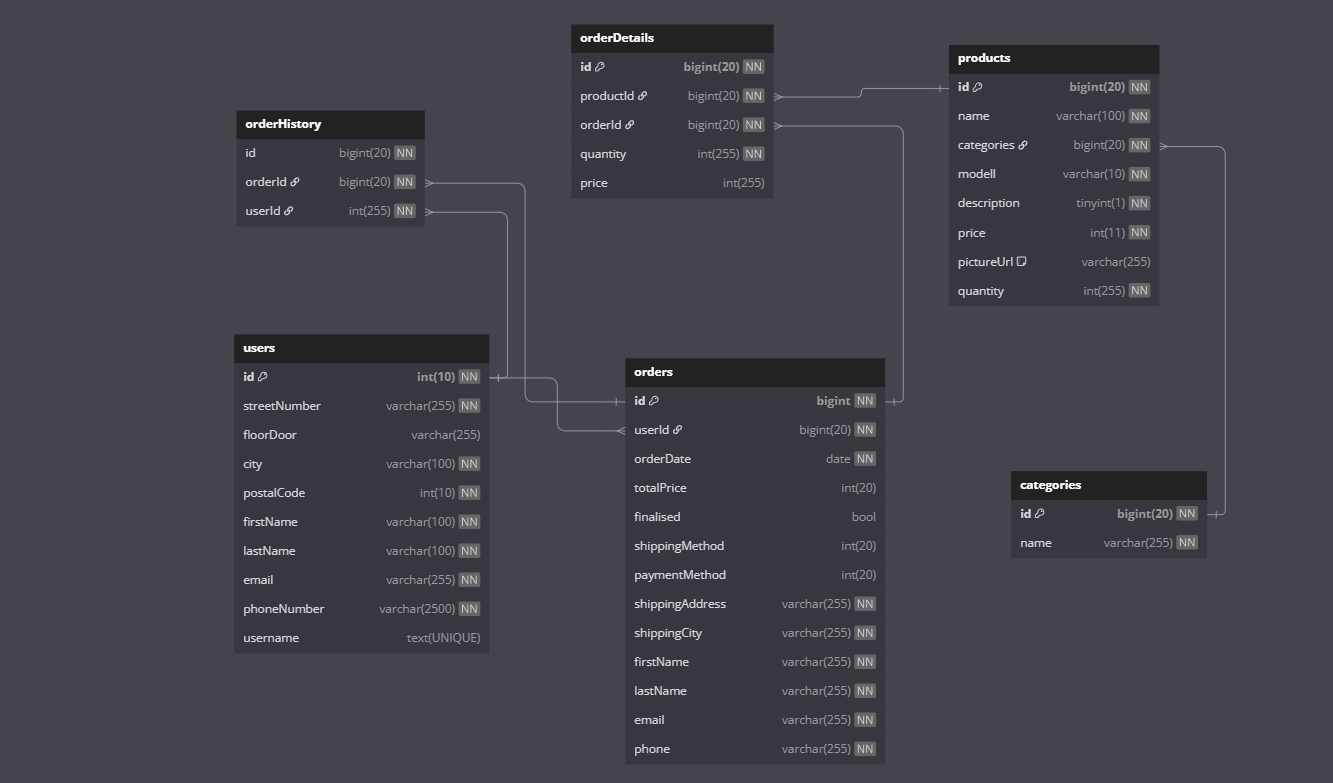 orderDetails
id bigint(20) NN
productId bigint(20) NN
orderId bigint(20) NN
quantity int(255) NN
price int(255)
products
id bigint(20) NN
name varchar(100) NN
categories bigint(20) NN
modell varchar(10) NN
description tinyint(1) NN
price int(11) NN
pictureUrl varchar(255)
quantity int(255) NN
orderHistory
id bigint(20) NN
orderId bigint(20) NN
userId int(255) NN
users
id int(10) NN
streetNumber varchar(255) NN
floorDoor varchar(255)
city varchar(100) NN
postalCode int(10) NN
firstName varchar(100) NN
lastName varchar(100) NN
email varchar(255) NN
phoneNumber varchar(2500) NN
username text(UNIQUE)
orders
id bigint NN
userId bigint(20) NN
orderDate date NN
totalPrice int(20)
finalised bool
shippingMethod int(20)
paymentMethod int(20)
shippingAddress varchar(255) NN
shippingCity varchar(255) NN
firstName varchar(255) NN
lastName varchar(255) NN
email varchar(255) NN
phone varchar(255) NN
categories
id bigint(20) NN
name varchar(255) NN